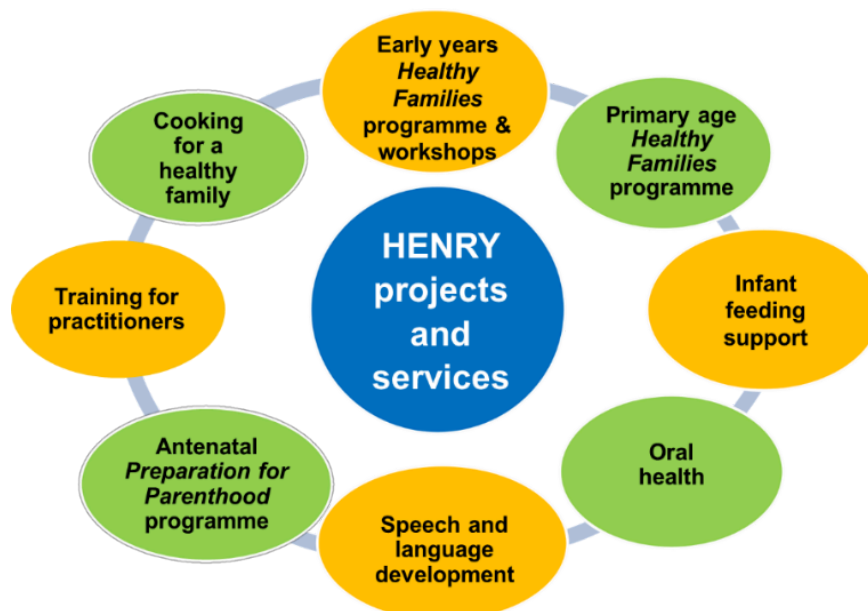 Early years
Healthy
Families
programme &
workshops
Primary age
Healthy
Families
programme
Infant
feeding
support
Oral
health
Speech and
language
development
Antenatal
Preparation for
Parenthood
programme
Training for
practitioners
Cooking
for a
healthy
family
HENRY
projects
and
services